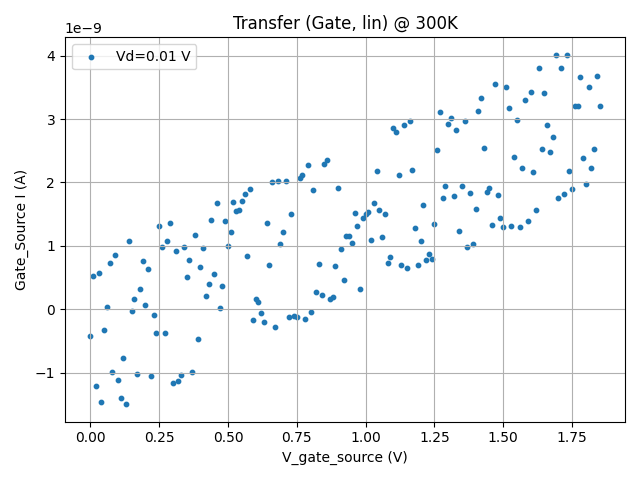 Transfer (Gate, lin) @ 300K
1e−9
Vd=0.01 V
4
3
2
1
0
−1
Gate_Source I (A)
0.00 0.25 0.50 0.75 1.00 1.25 1.50 1.75
V_gate_source (V)